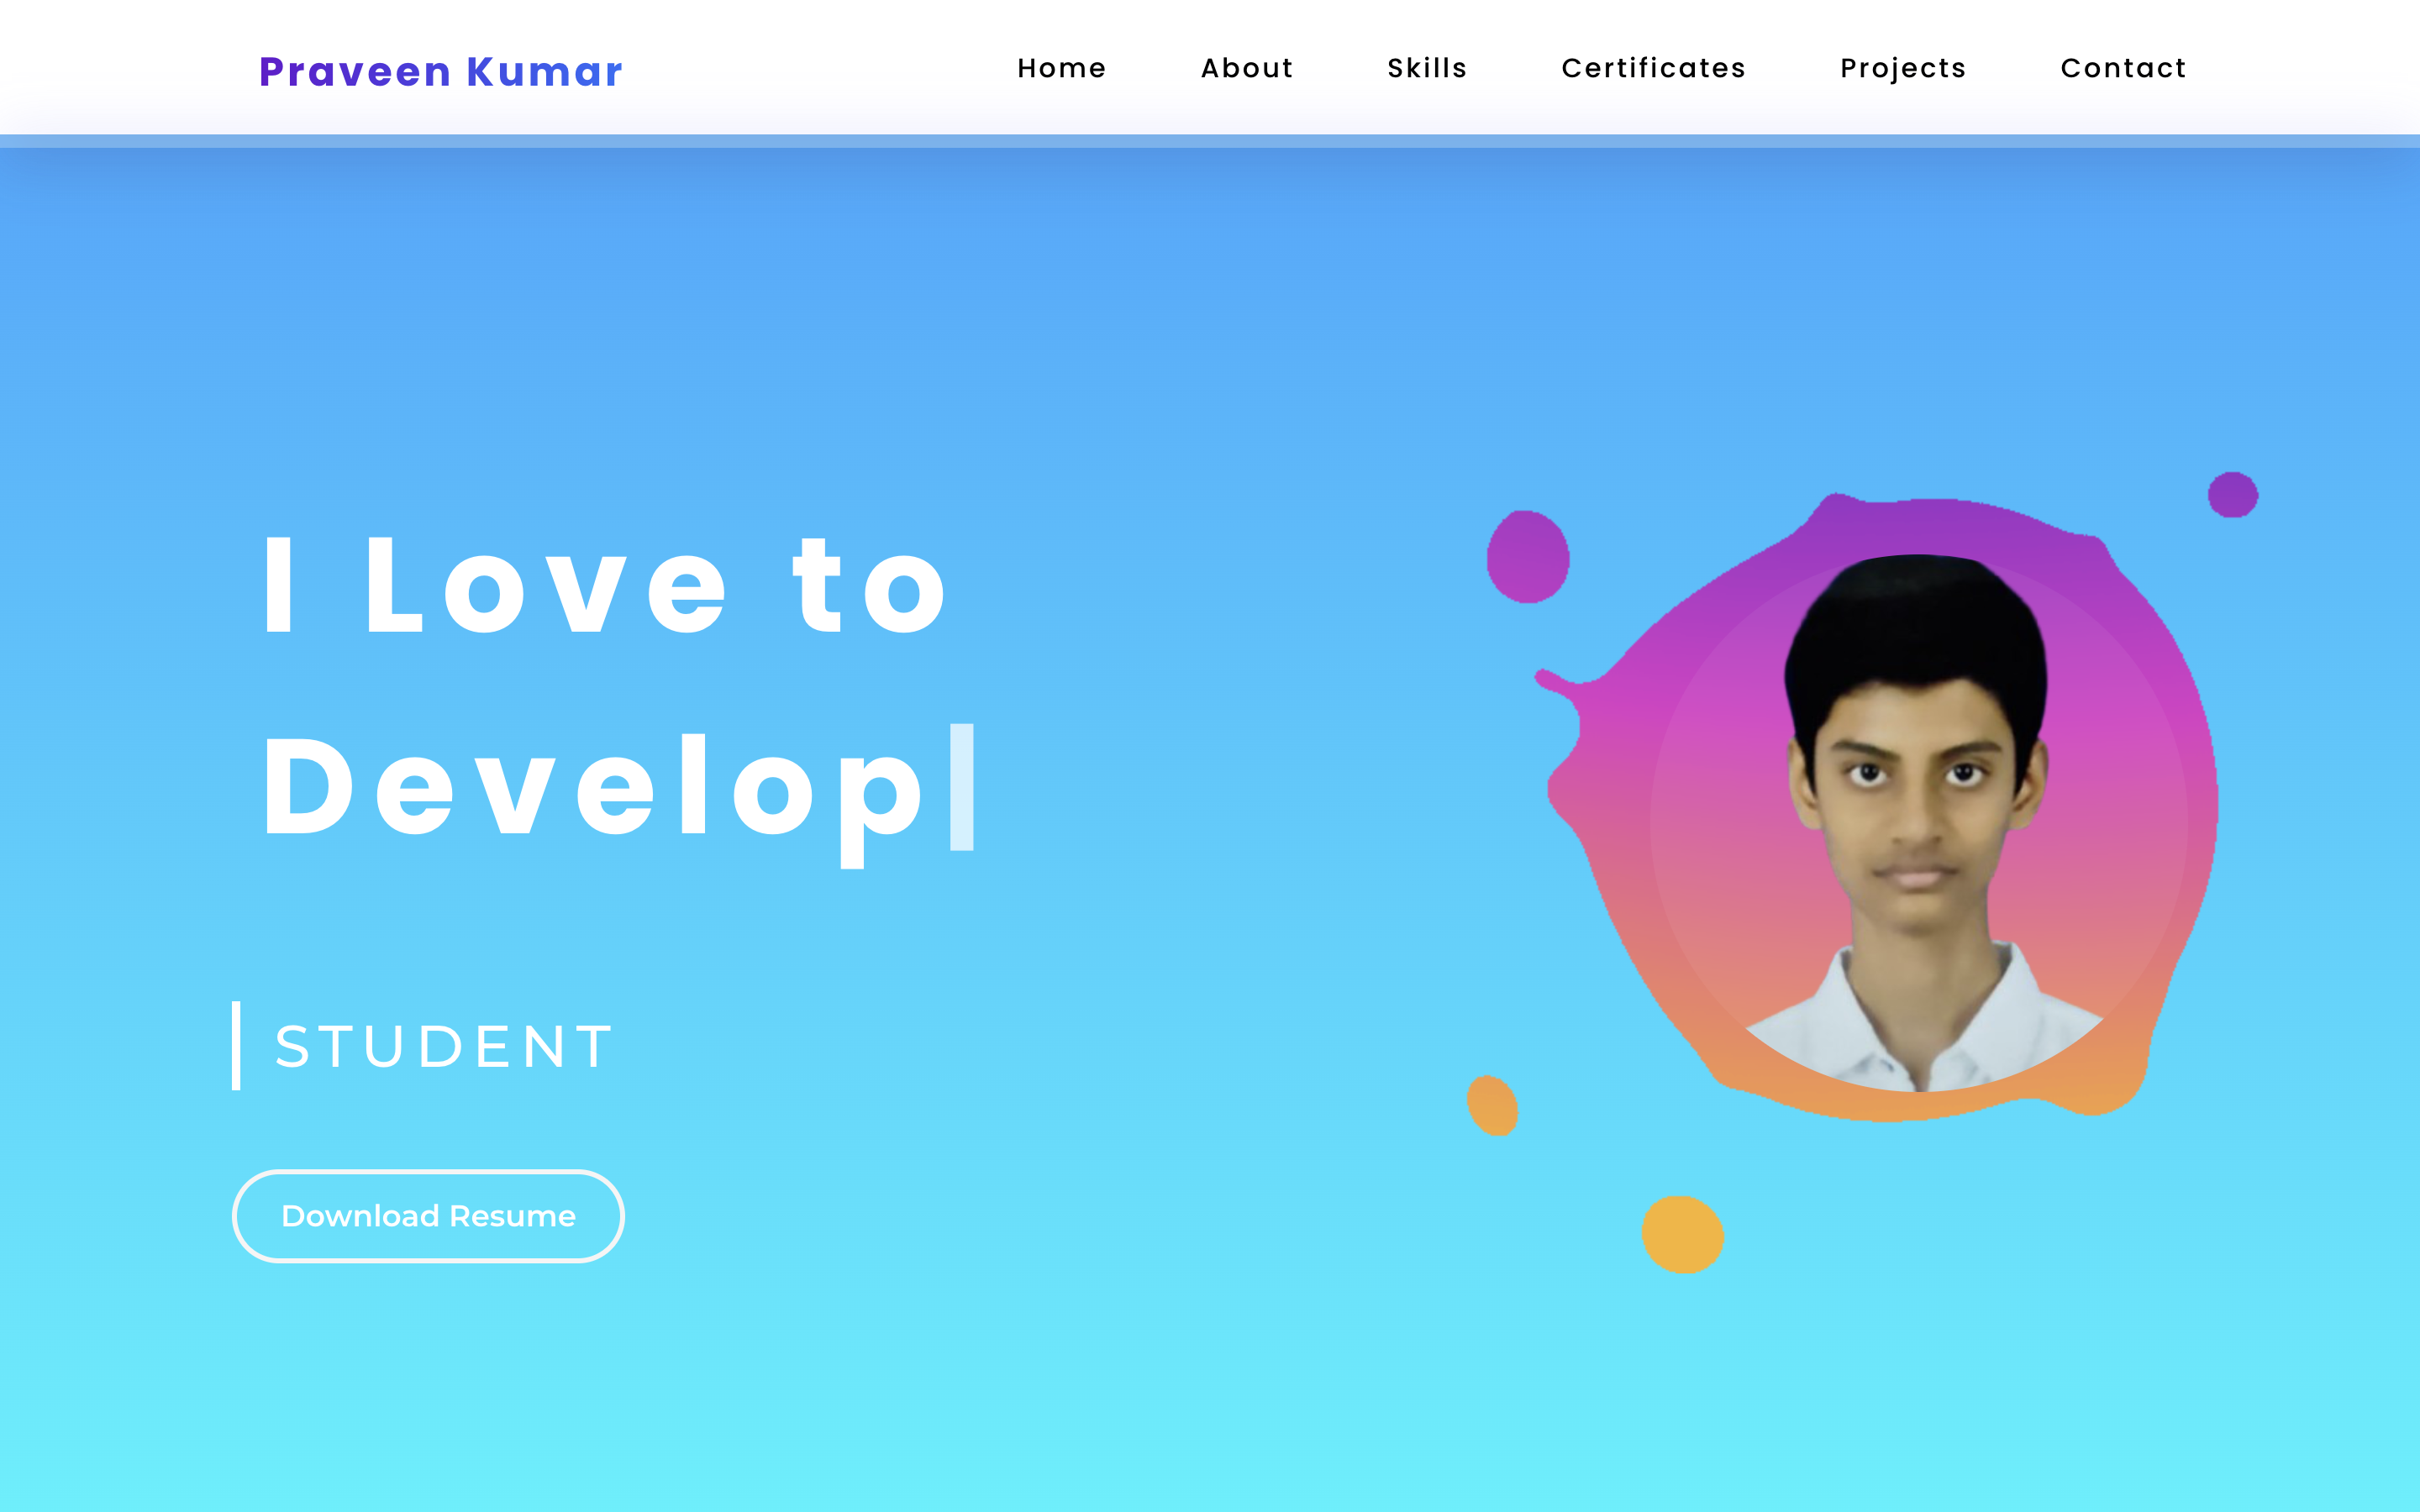 Praveen Kumar
Home About Skills Certificates Projects Contact
I Love to
Develop
STUDENT
Download Resume